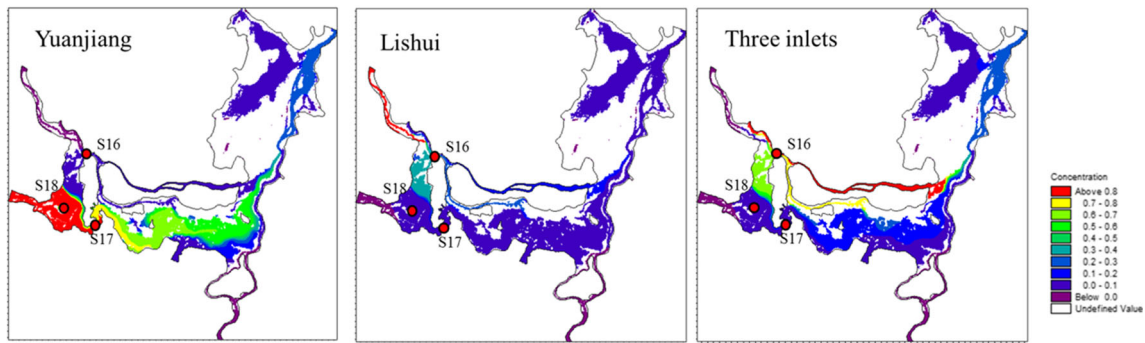 Yuanjiang
S16
S18
S17
Lishui
S16
S18
S17
Three inlets
S16
S18
S17
Concentration
Above 0.8
0.7 - 0.8
0.6 - 0.7
0.5 - 0.6
0.4 - 0.5
0.3 - 0.4
0.2 - 0.3
0.1 - 0.2
0.0 - 0.1
Below 0.0
Undefined Value